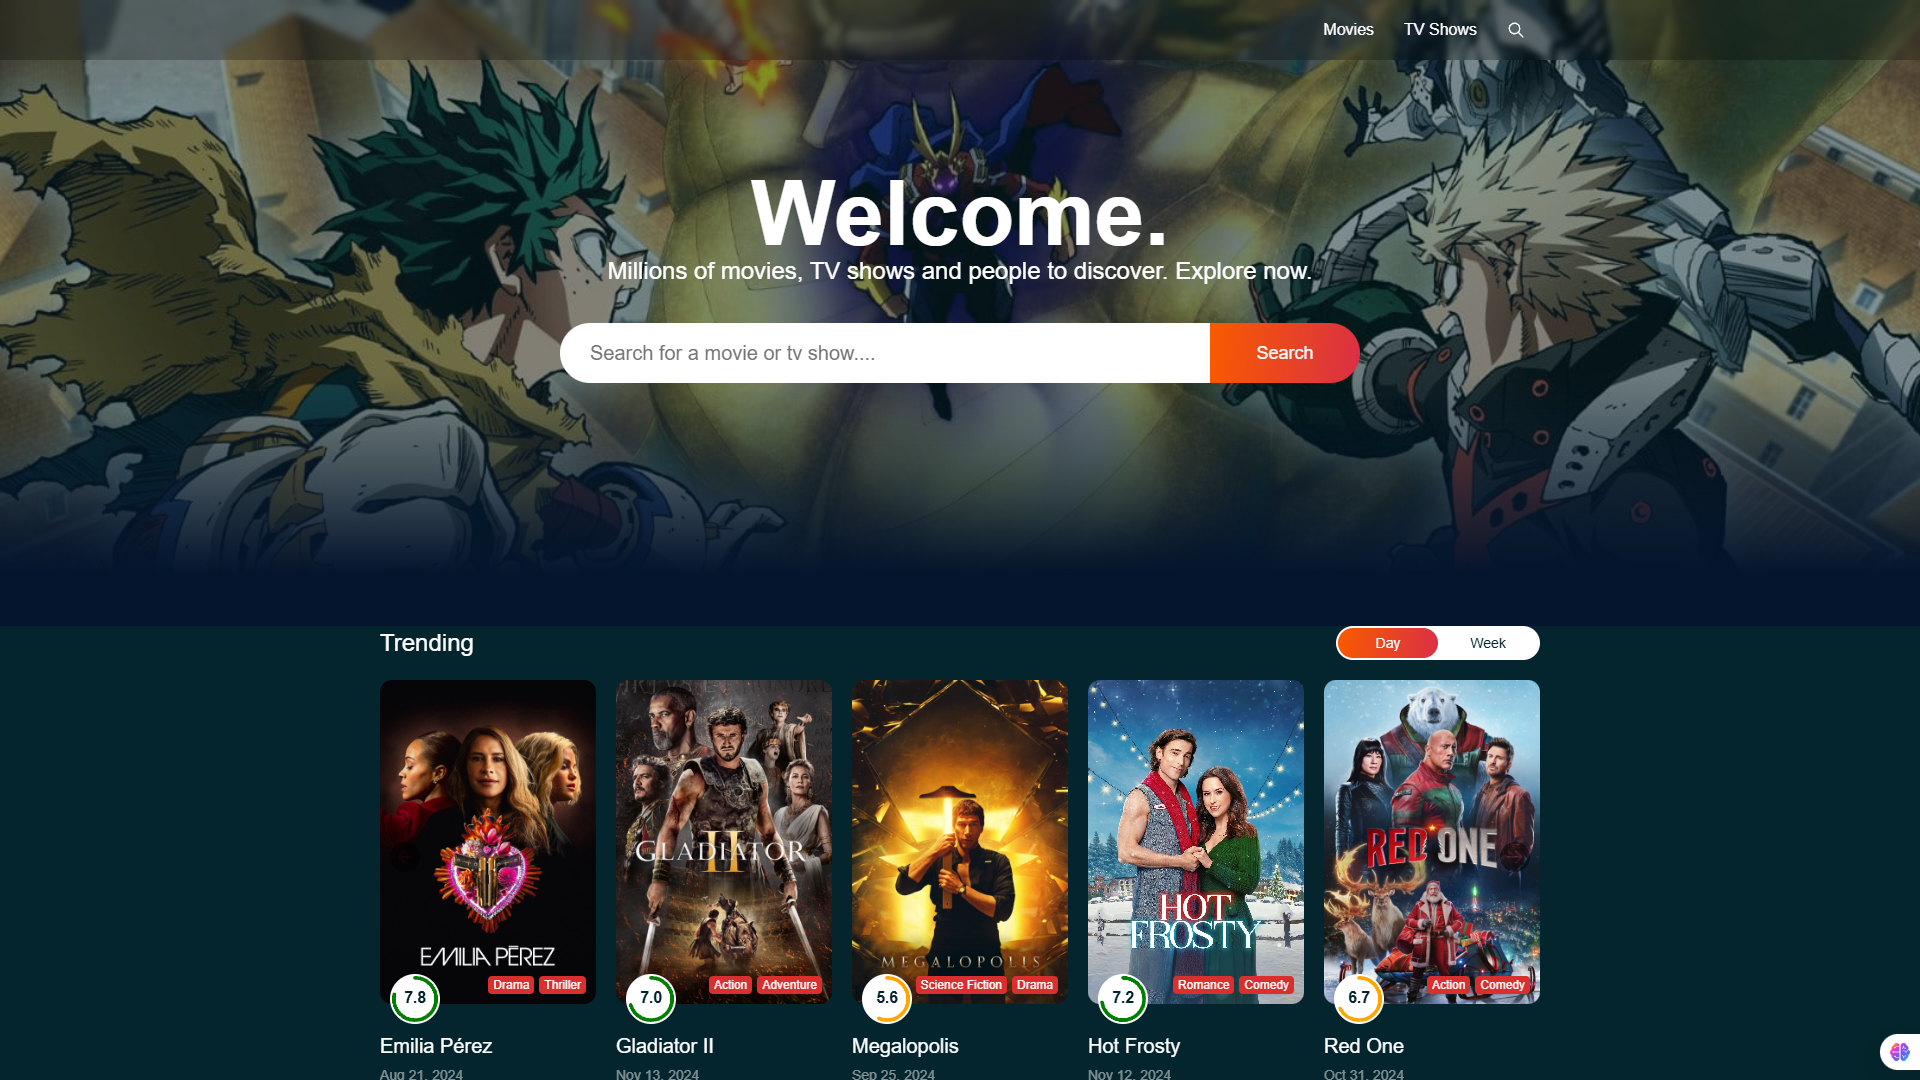 Movies TV Shows
Welcome.
Millions of movies, TV shows and people to discover. Explore now.
Search for a movie or tv show.... Search
Trending Day Week
EMILIA PÉREZ
7.8 Drama Thriller
Emilia Pérez
Aug 21, 2024
GLADIATOR
II
7.0 Action Adventure
Gladiator II
Nov 13, 2024
MEGALOPOLIS
5.6 Science Fiction Drama
Megalopolis
Sep 25, 2024
HOT
FROSTY
7.2 Romance Comedy
Hot Frosty
Nov 12, 2024
RED ONE
6.7 Action Comedy
Red One
Oct 31, 2024